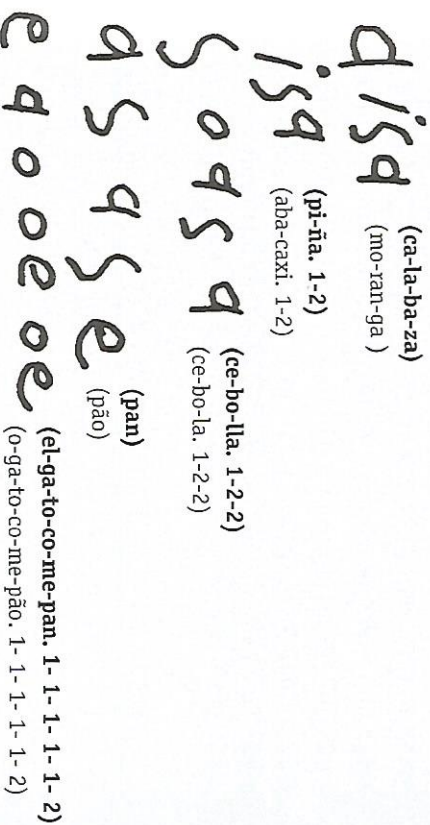 aisa (ca-la-ba-za)
(mo-ran-ga )
isa (pi-ña. 1-2)
(aba-caxi. 1-2)
s o a s a (ce-bo-lla. 1-2-2)
(ce-bo-la. 1-2-2)
a s a s e (pan)
(pão)
e a o o e o e (el-ga-to-co-me-pan. 1- 1- 1- 1- 1- 2)
(o-ga-to-co-me-pão. 1- 1- 1- 1- 1- 2)